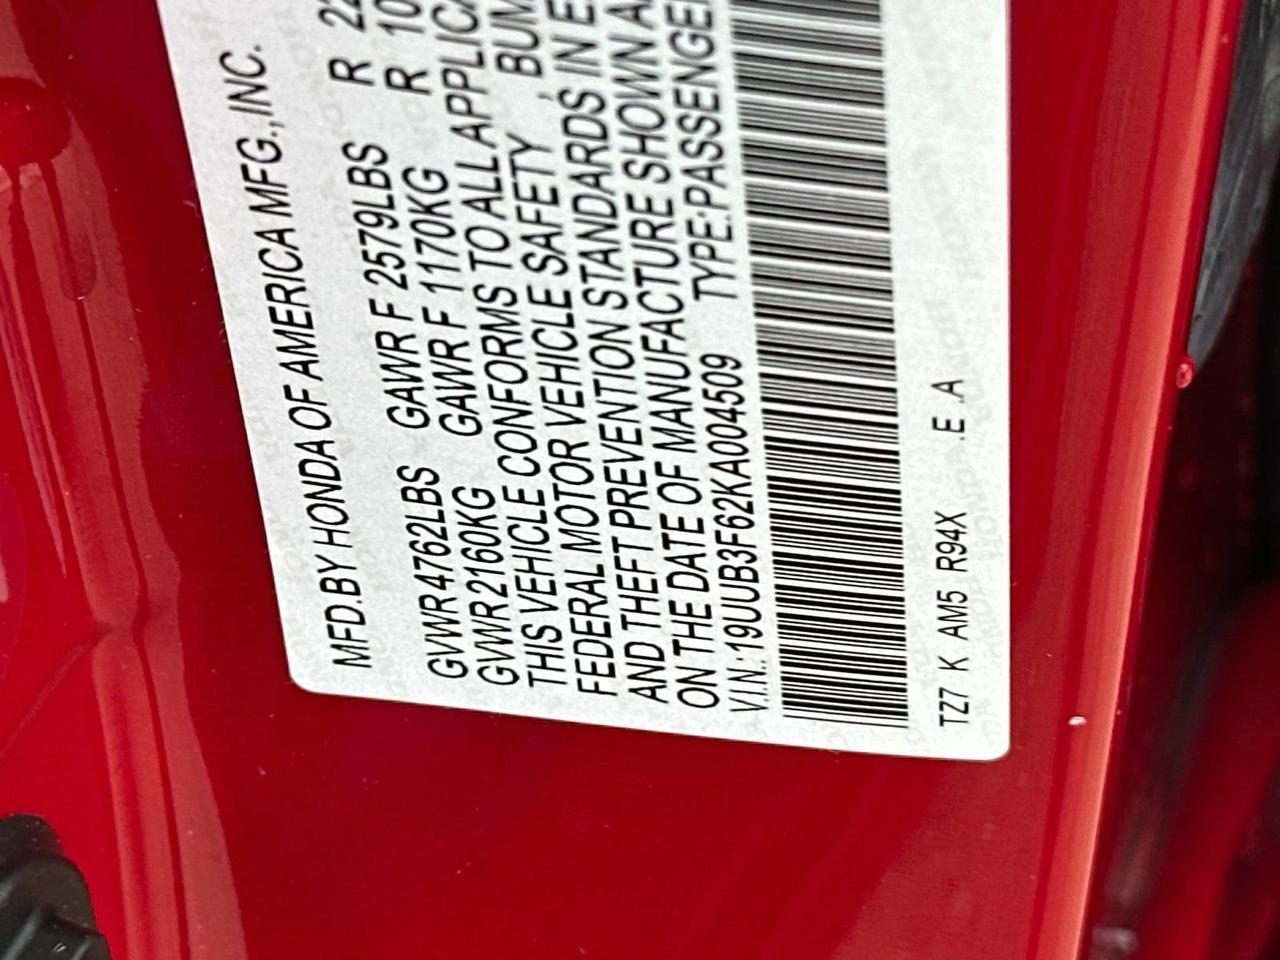 MFD.BY HONDA OF AMERICA MFG.,INC.
GVWR 4762LBS GAWR F 2579LBS R 22
GVWR 2160KG GAWR F 1170KG R 10
THIS VEHICLE CONFORMS TO ALL APPLICA
FEDERAL MOTOR VEHICLE SAFETY , BUM
AND THEFT PREVENTION STANDARDS IN E
ON THE DATE OF MANUFACTURE SHOWN A
V.I.N.: 19UUB3F62KA004509 TYPE:PASSENGE
TZ7 K AM5 R94X .E .A